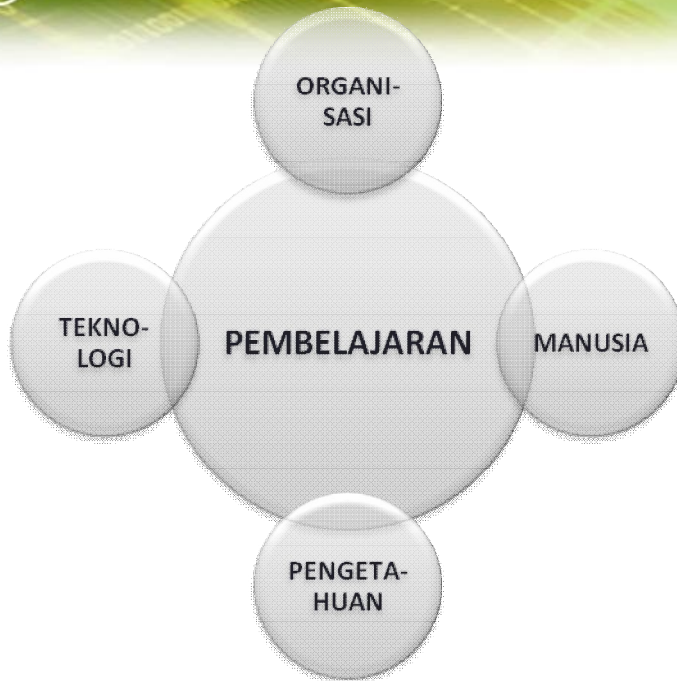 ORGANI-
SASI
TEKNO-
LOGI
PEMBELAJARAN
MANUSIA
PENGETA-
HUAN